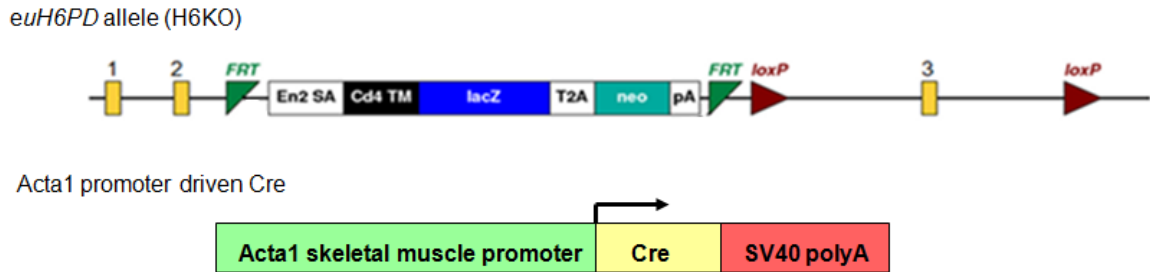 euH6PD allele (H6KO)
1 2 FRT FRT loxP 3 loxP
En2 SA Cd4 TM lacZ T2A neo pA
Acta1 promoter driven Cre
Acta1 skeletal muscle promoter Cre SV40 polyA